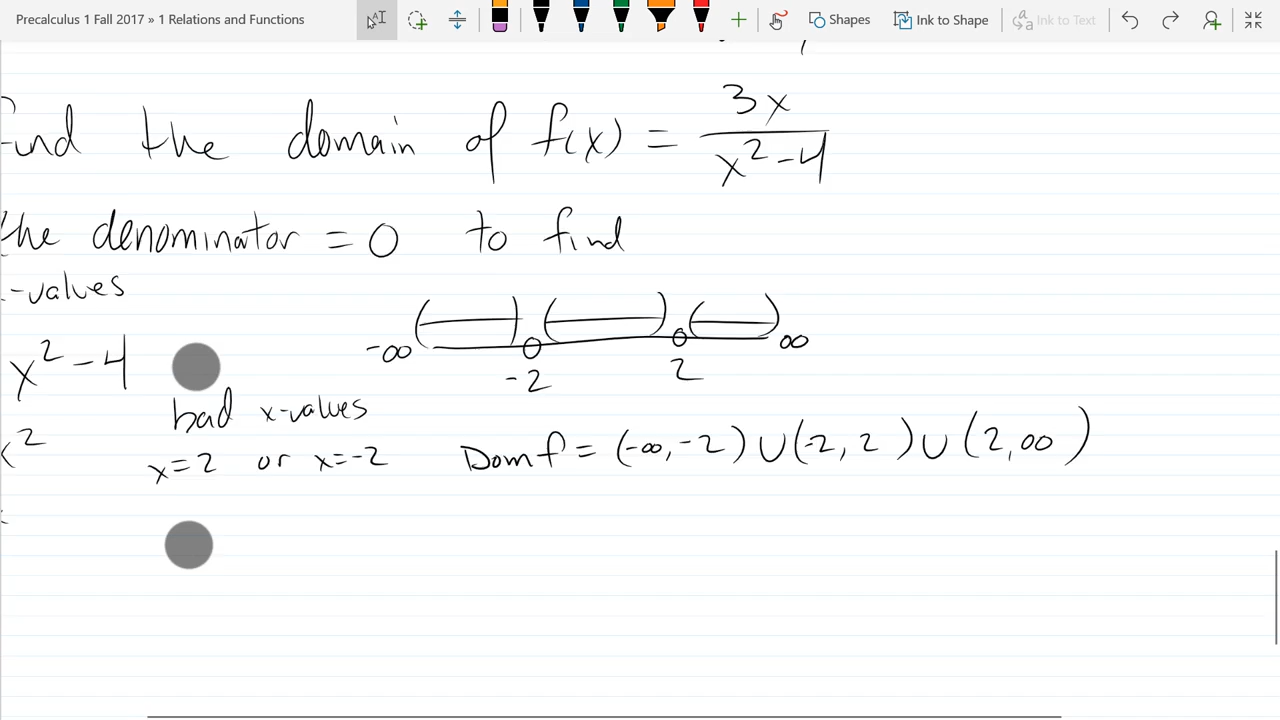 Precalculus 1 Fall 2017 » 1 Relations and Functions
Shapes
Ink to Shape
Ink to Text
the domain of f(x) = 3x / x² - 4
the denominator = 0 to find
-values
-∞ -2 2 ∞
x² - 4
bad x-values
x=2 or x=-2
Dom f = (-∞, -2) ∪ (-2, 2) ∪ (2, ∞)